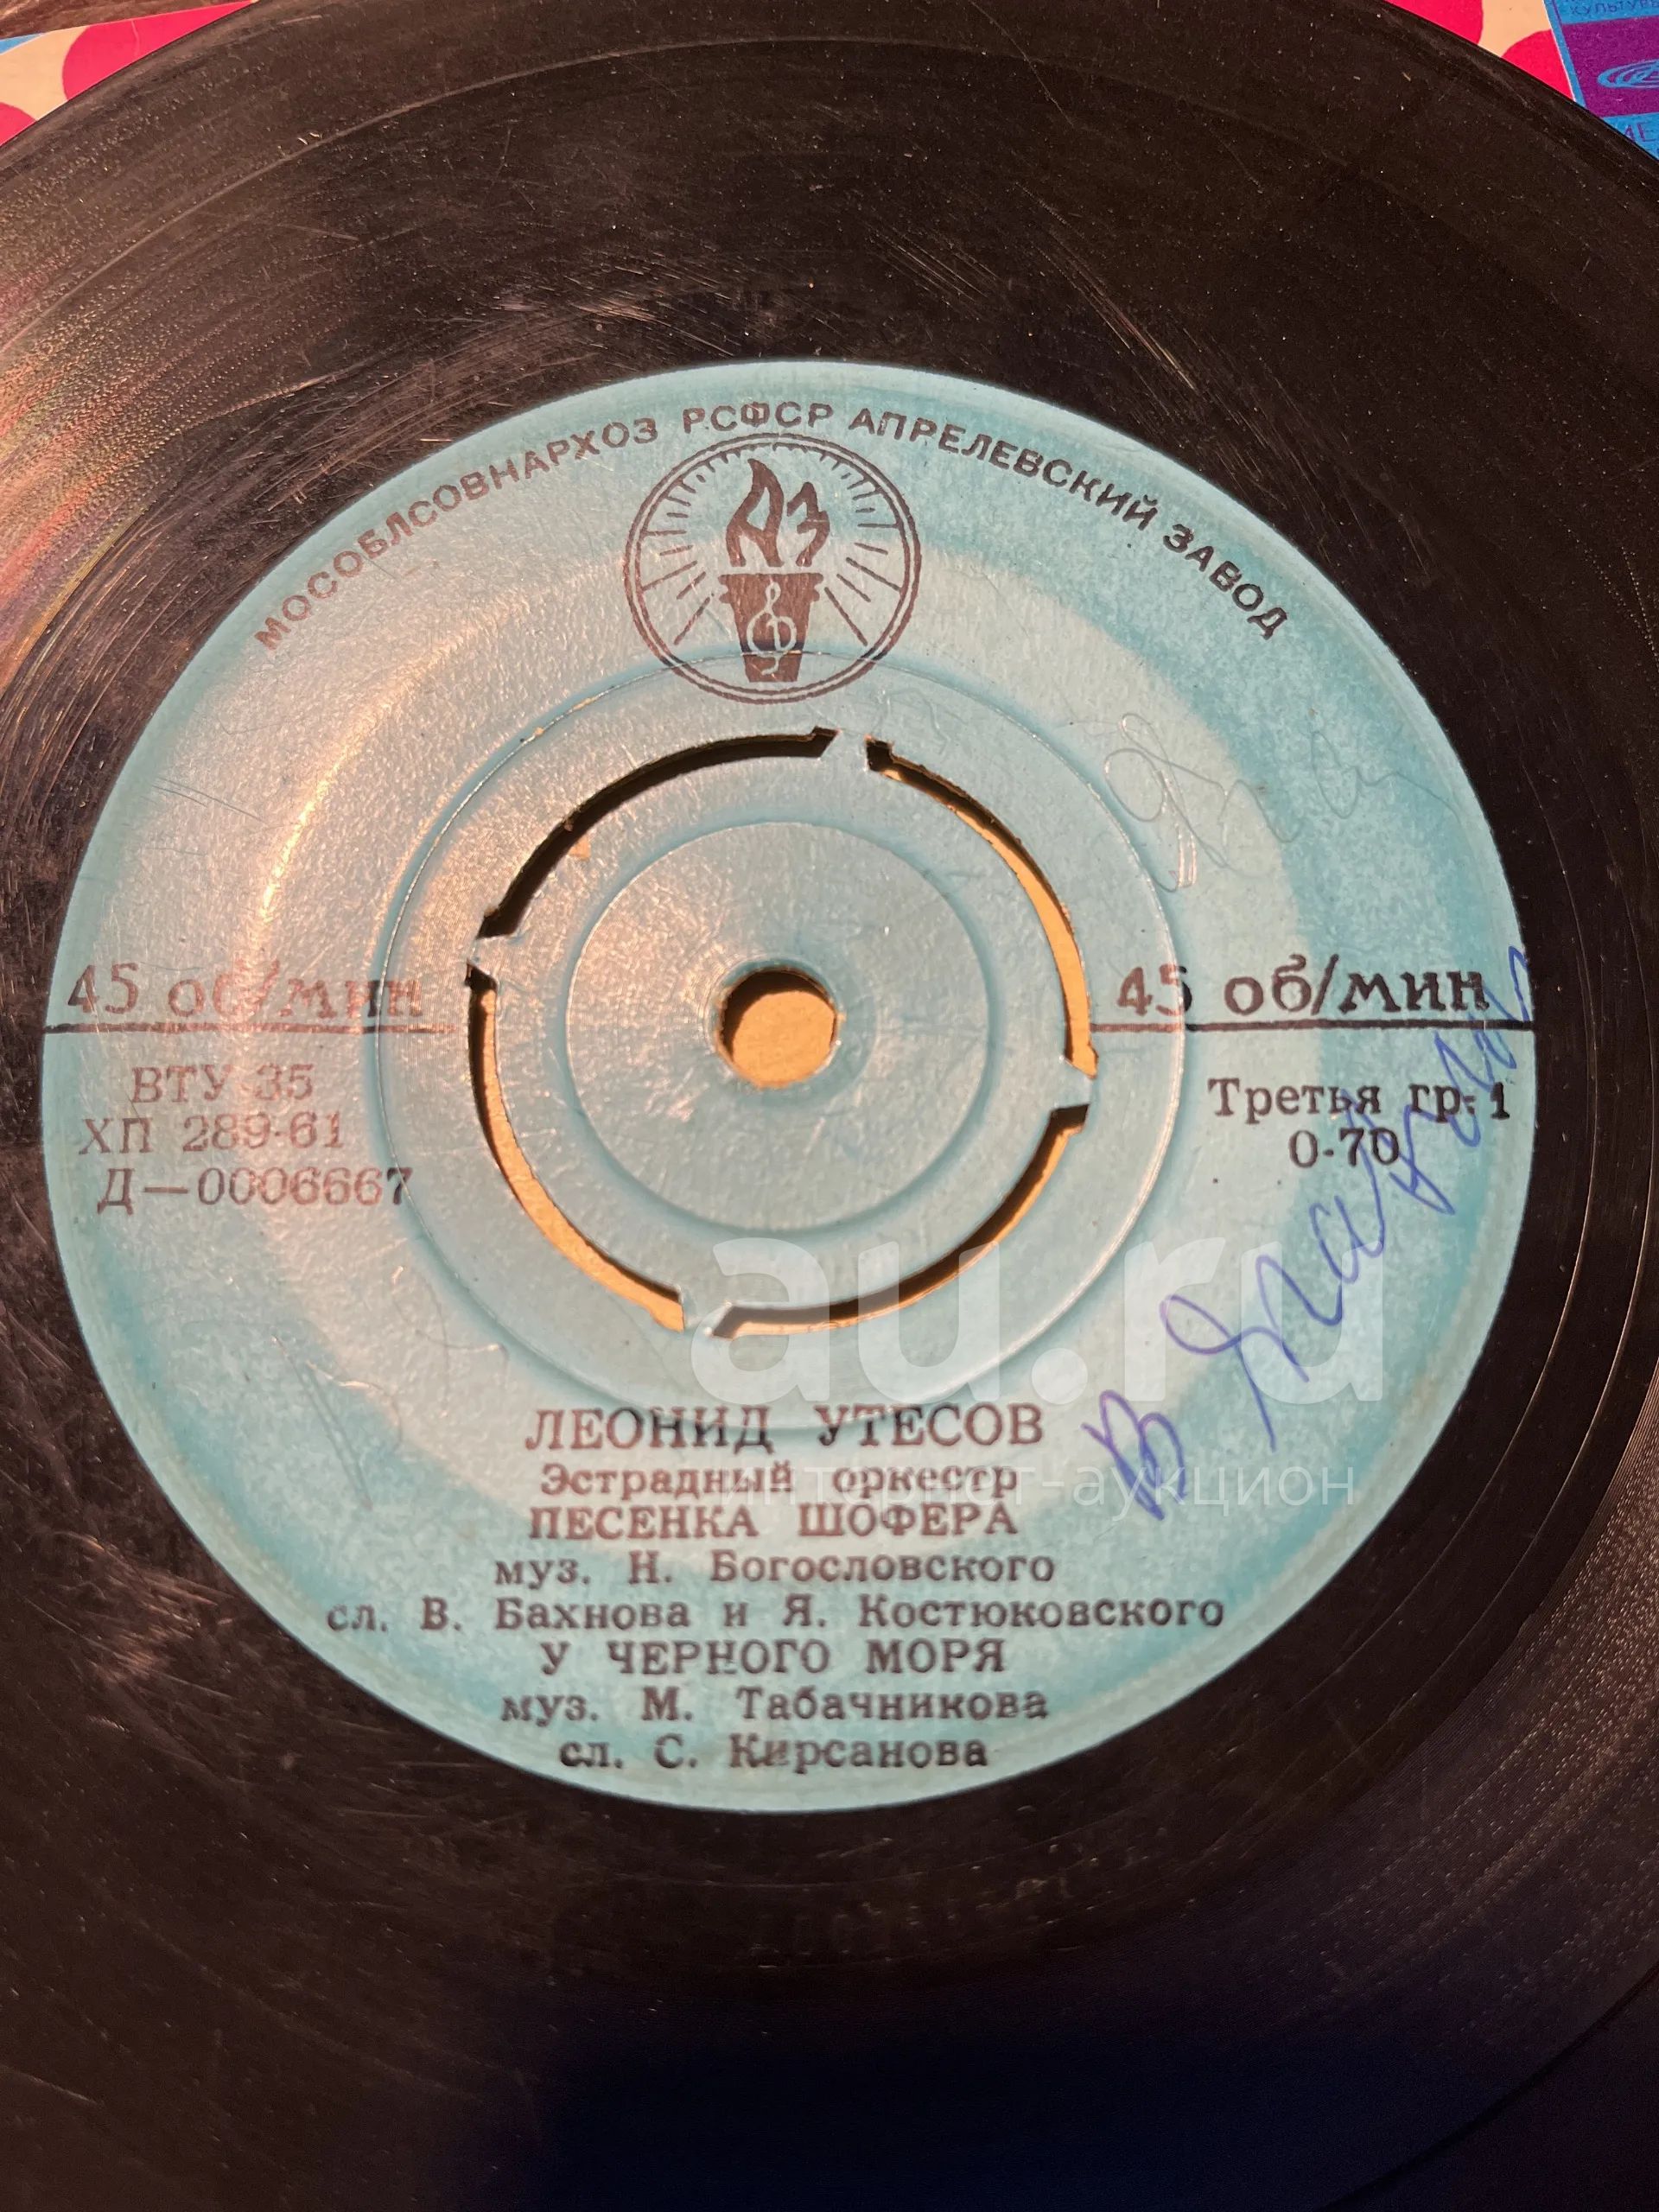 МОСОБЛСОВНАРХОЗ РСФСР АПРЕЛЕВСКИЙ ЗАВОД
АЗ
45 об/мин
45 об/мин
ВТУ-35
ХП 289-61
Д—0006667
Третья гр. 1
0-70
au.ru
интернет-аукцион
ЛЕОНИД УТЕСОВ
Эстрадный оркестр
ПЕСЕНКА ШОФЕРА
муз. Н. Богословского
сл. В. Бахнова и Я. Костюковского
У ЧЕРНОГО МОРЯ
муз. М. Табачникова
сл. С. Кирсанова